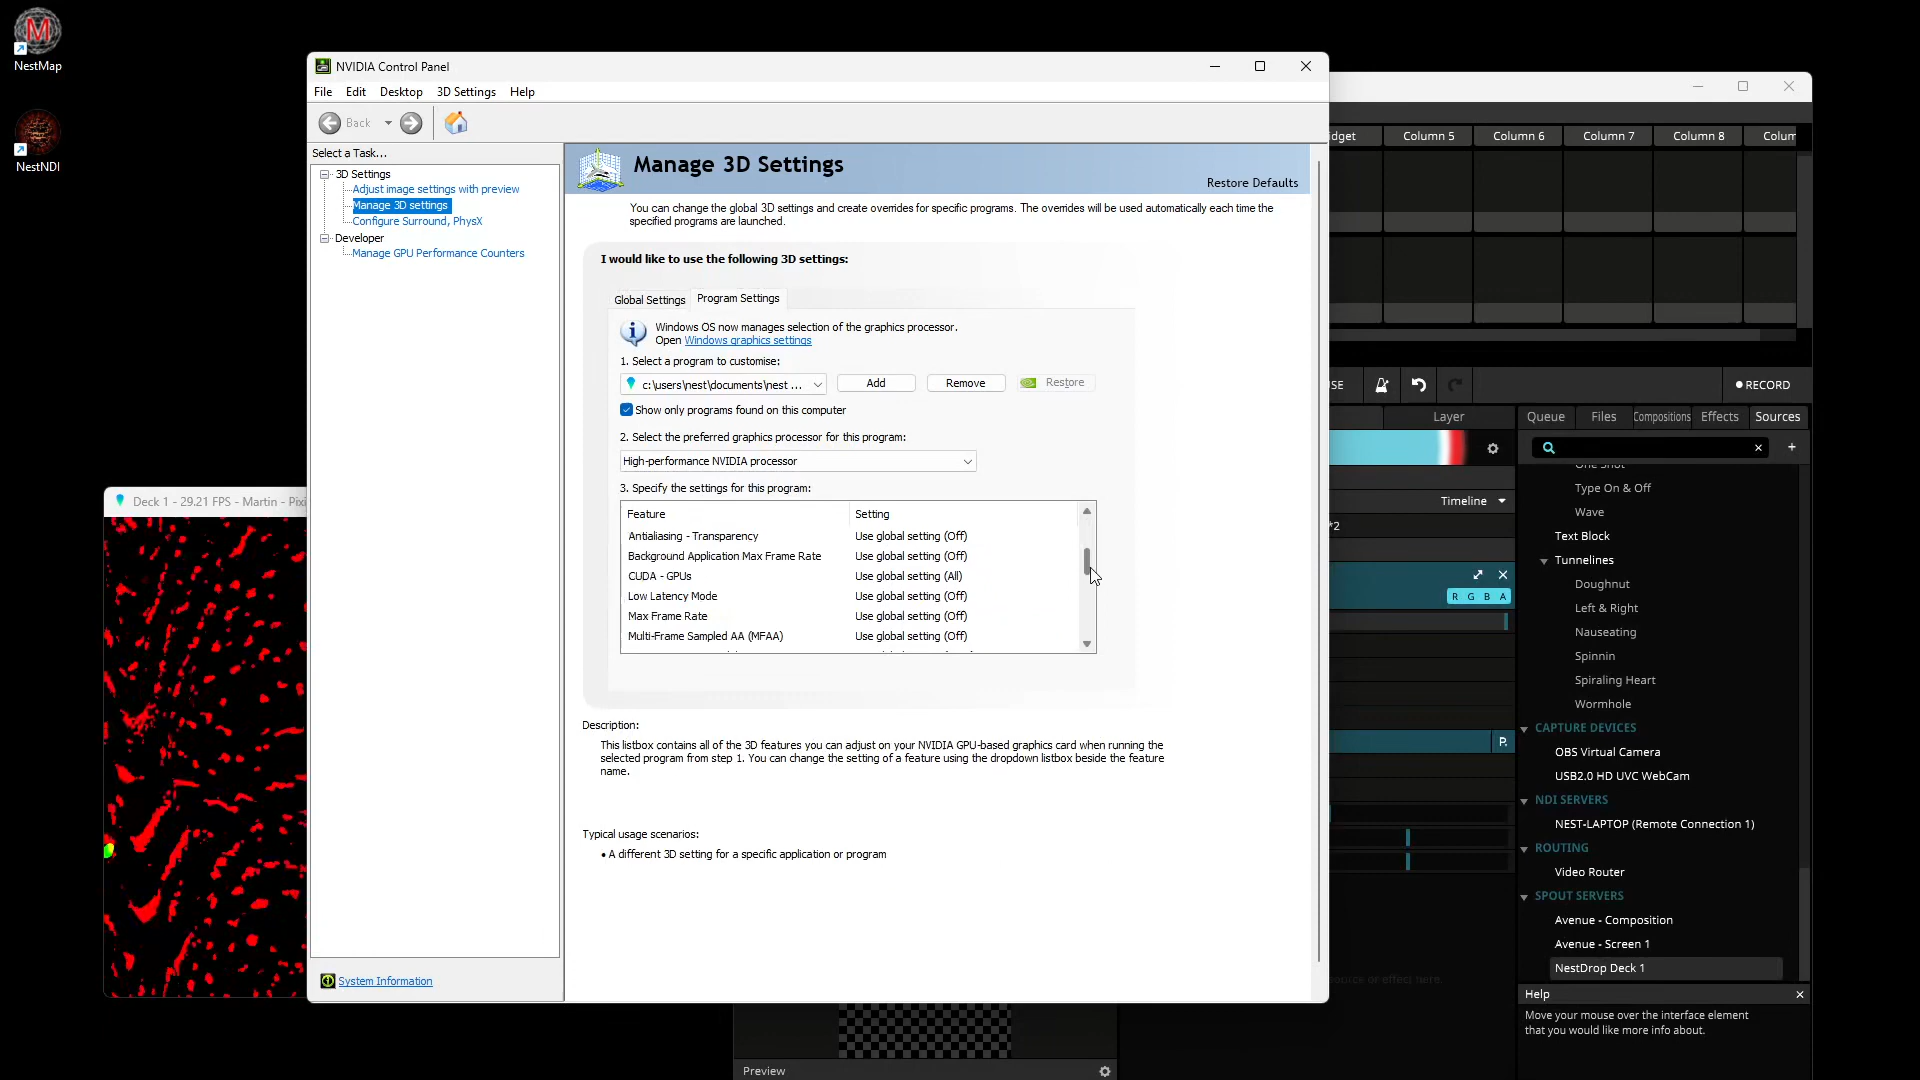 NestMap
NestNDI
NVIDIA Control Panel
File Edit Desktop 3D Settings Help
Back
Select a Task...
3D Settings
Adjust image settings with preview
Manage 3D settings
Configure Surround, PhysX
Developer
Manage GPU Performance Counters
System Information
Manage 3D Settings
Restore Defaults
You can change the global 3D settings and create overrides for specific programs. The overrides will be used automatically each time the
specified programs are launched.
I would like to use the following 3D settings:
Global Settings Program Settings
Windows OS now manages selection of the graphics processor.
Open Windows graphics settings
1. Select a program to customise:
c:\users\nest\documents\nest ... Add Remove Restore
Show only programs found on this computer
2. Select the preferred graphics processor for this program:
High-performance NVIDIA processor
3. Specify the settings for this program:
Feature Setting
Antialiasing - Transparency Use global setting (Off)
Background Application Max Frame Rate Use global setting (Off)
CUDA - GPUs Use global setting (All)
Low Latency Mode Use global setting (Off)
Max Frame Rate Use global setting (Off)
Multi-Frame Sampled AA (MFAA) Use global setting (Off)
Description:
This listbox contains all of the 3D features you can adjust on your NVIDIA GPU-based graphics card when running the
selected program from step 1. You can change the setting of a feature using the dropdown listbox beside the feature
name.
Typical usage scenarios:
• A different 3D setting for a specific application or program
Deck 1 - 29.21 FPS - Martin - Pixi
dget Column 5 Column 6 Column 7 Column 8 Colum
SE RECORD
Layer
Queue Files Compositions Effects Sources
Timeline
*2
R G B A
P.
One Shot
Type On & Off
Wave
Text Block
Tunnelines
Doughnut
Left & Right
Nauseating
Spinnin
Spiraling Heart
Wormhole
CAPTURE DEVICES
OBS Virtual Camera
USB2.0 HD UVC WebCam
NDI SERVERS
NEST-LAPTOP (Remote Connection 1)
ROUTING
Video Router
SPOUT SERVERS
Avenue - Composition
Avenue - Screen 1
NestDrop Deck 1
ource or effect here.
Help
Move your mouse over the interface element
that you would like more info about.
Preview